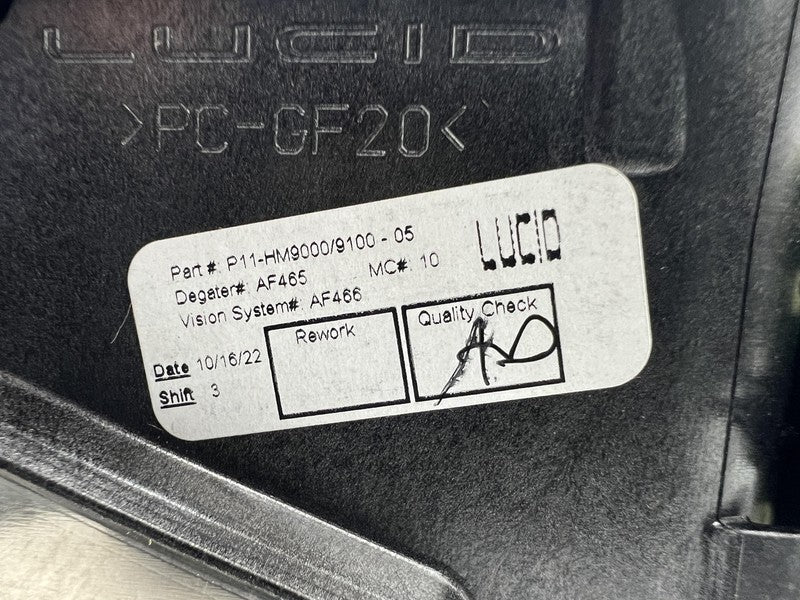 LUCID
>PC-GF20<
Part #: P11-HM9000/9100 - 05
LUCID
Degater#: AF465 MC#: 10
Vision System#: AF466
Rework
Quality Check
Date 10/16/22
Shift 3